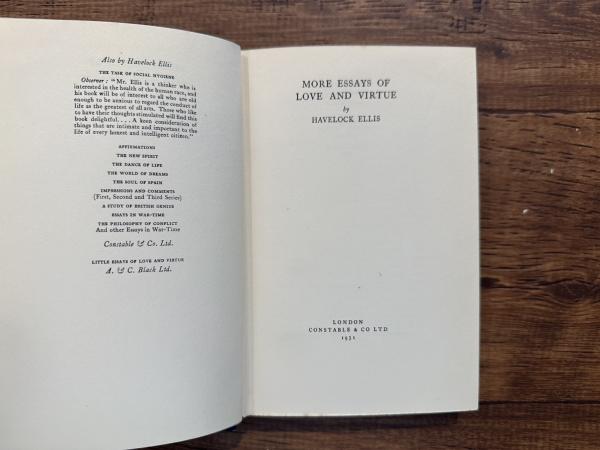 Also by Havelock Ellis
THE TASK OF SOCIAL HYGIENE
Observer: "Mr. Ellis is a thinker who is
interested in the health of the human race, and
his book will be of interest to all who are old
enough to be anxious to regard the conduct of
life as the greatest of all arts. Those who like
to have their thoughts stimulated will find this
book delightful. . . . A keen consideration of
things that are intimate and important to the
life of every honest and intelligent citizen."
AFFIRMATIONS
THE NEW SPIRIT
THE DANCE OF LIFE
THE WORLD OF DREAMS
THE SOUL OF SPAIN
IMPRESSIONS AND COMMENTS
(First, Second and Third Series)
A STUDY OF BRITISH GENIUS
ESSAYS IN WAR-TIME
THE PHILOSOPHY OF CONFLICT
And other Essays in War-Time
Constable & Co. Ltd.
LITTLE ESSAYS OF LOVE AND VIRTUE
A. & C. Black Ltd.
MORE ESSAYS OF
LOVE AND VIRTUE
by
HAVELOCK ELLIS
LONDON
CONSTABLE & CO LTD
1931